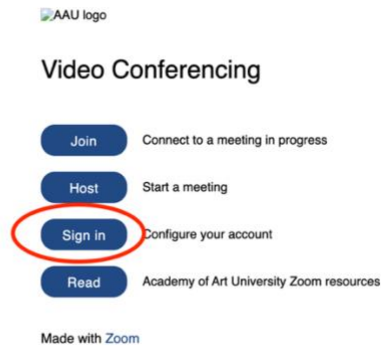 AAU logo
Video Conferencing
Join Connect to a meeting in progress
Host Start a meeting
Sign in Configure your account
Read Academy of Art University Zoom resources
Made with Zoom